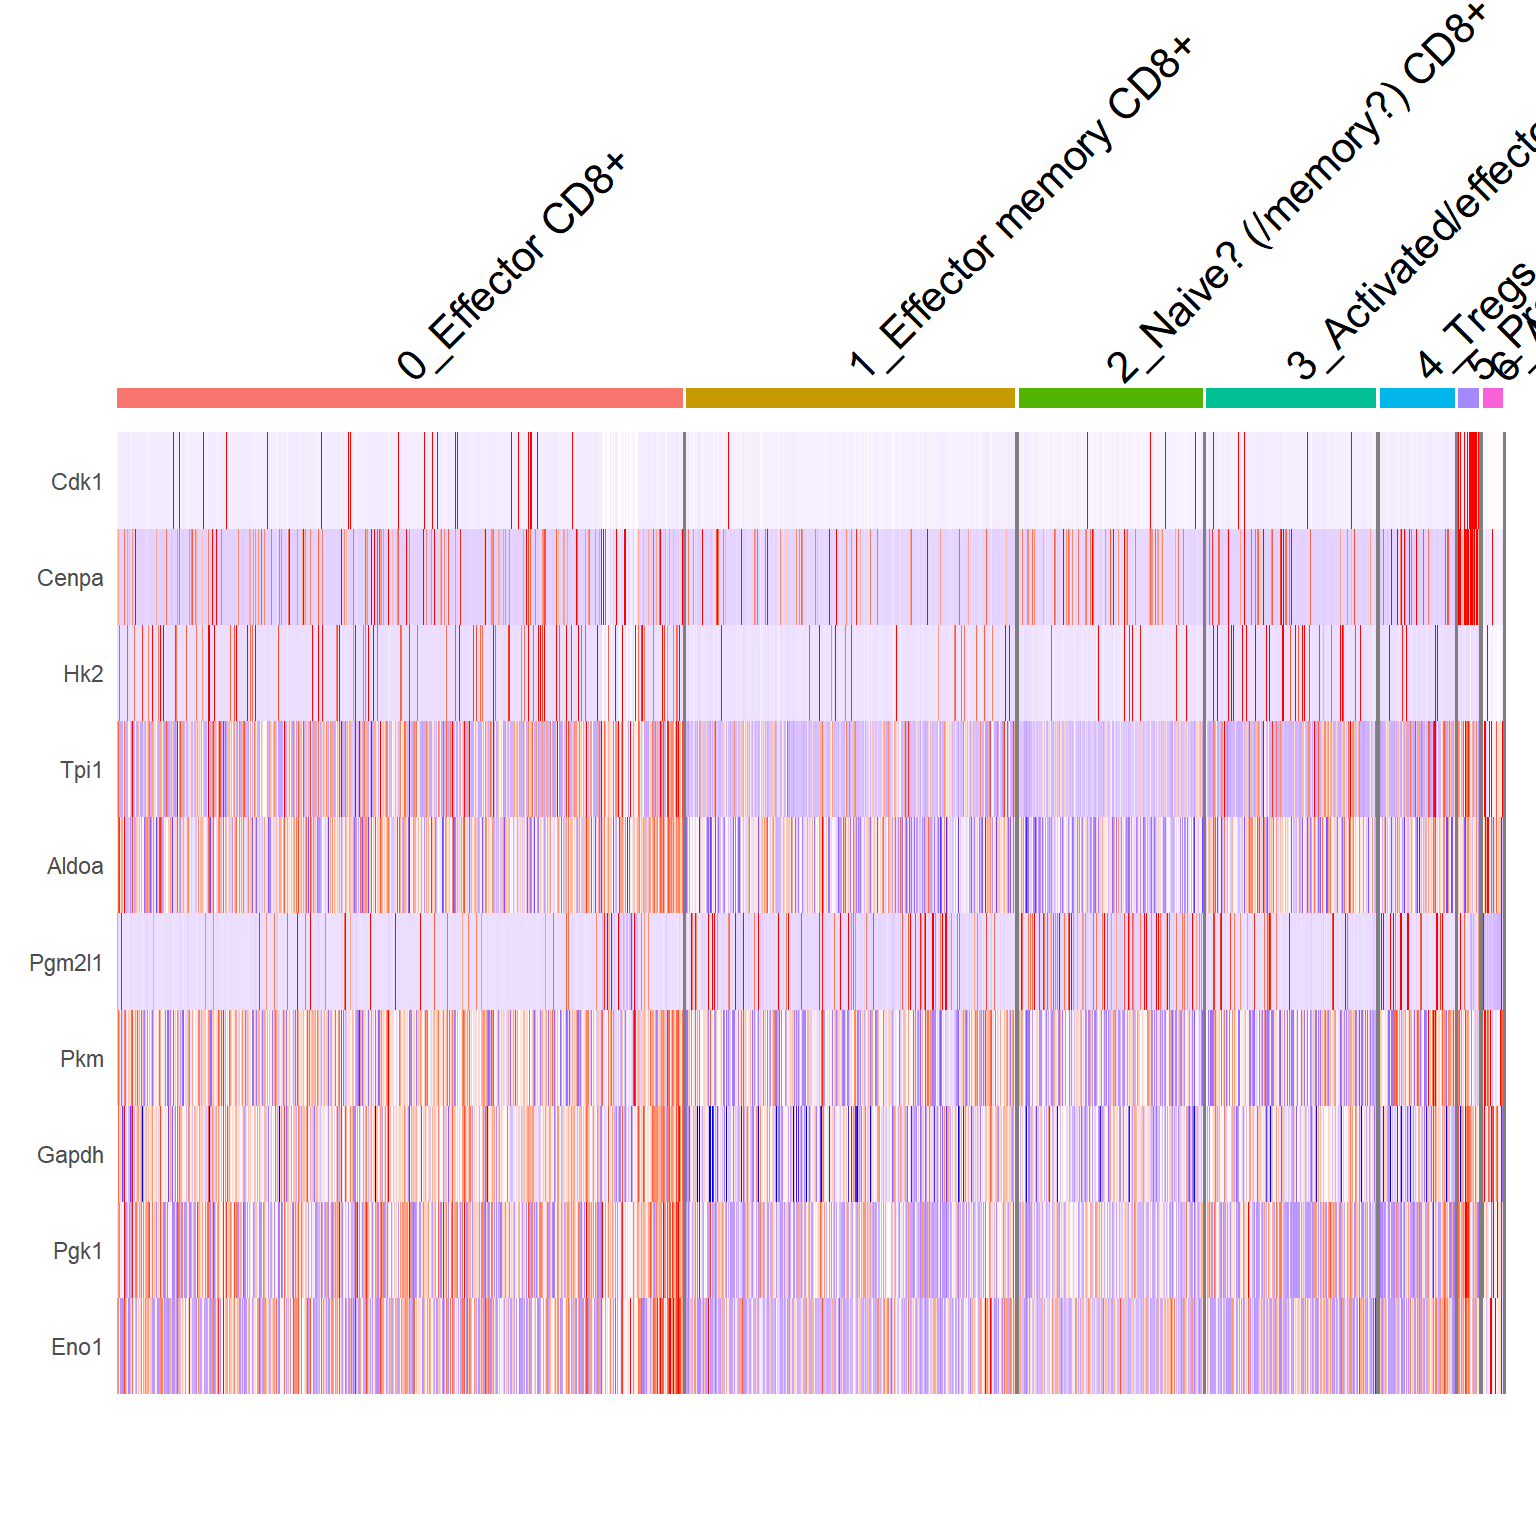 0_Effector CD8+
1_Effector memory CD8+
2_Naive? (/memory?) CD8+
3_Activated/effecto
4_Tregs
Cdk1
Cenpa
Hk2
Tpi1
Aldoa
Pgm2l1
Pkm
Gapdh
Pgk1
Eno1